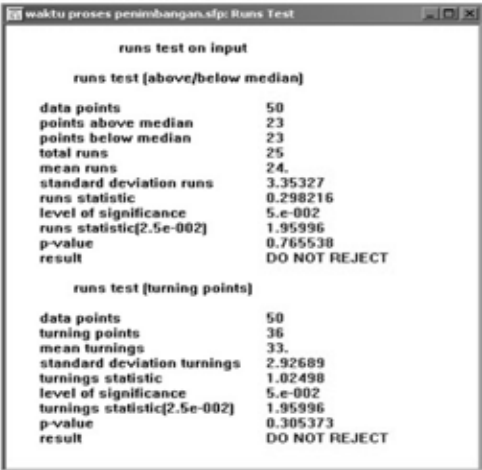 waktu proses penimbangan.sfp: Runs Test
runs test on input
runs test (above/below median)
data points 50
points above median 23
points below median 23
total runs 25
mean runs 24.
standard deviation runs 3.35327
runs statistic 0.298216
level of significance 5.e-002
runs statistic(2.5e-002) 1.95996
p-value 0.765538
result DO NOT REJECT
runs test (turning points)
data points 50
turning points 36
mean turnings 33.
standard deviation turnings 2.92689
turnings statistic 1.02498
level of significance 5.e-002
turnings statistic(2.5e-002) 1.95996
p-value 0.305373
result DO NOT REJECT